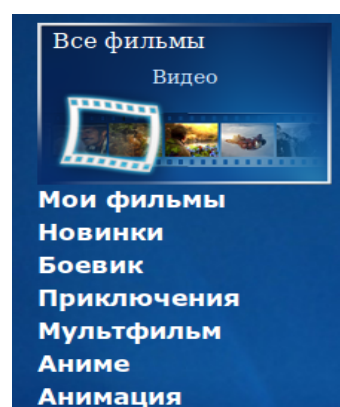 Все фильмы
Видео
Мои фильмы
Новинки
Боевик
Приключения
Мультфильм
Аниме
Анимация